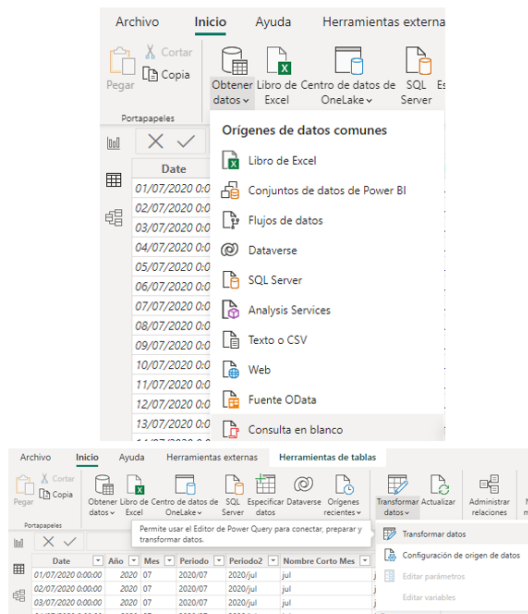 Archivo Inicio Ayuda Herramientas externa
Cortar
Copia
Pegar
Obtener Libro de Centro de datos de SQL Es
datos Excel OneLake Server
Portapapeles
Orígenes de datos comunes
Date
Libro de Excel
01/07/2020 0:0
Conjuntos de datos de Power BI
02/07/2020 0:0
Flujos de datos
03/07/2020 0:0
04/07/2020 0:0
Dataverse
05/07/2020 0:0
SQL Server
06/07/2020 0:0
07/07/2020 0:0
Analysis Services
08/07/2020 0:0
Texto o CSV
09/07/2020 0:0
10/07/2020 0:0
Web
11/07/2020 0:0
Fuente OData
12/07/2020 0:0
13/07/2020 0:0
Consulta en blanco
Archivo Inicio Ayuda Herramientas externas Herramientas de tablas
Cortar
Copia
Pegar
Obtener Libro de Centro de datos de SQL Especificar Dataverse Orígenes Transformar Actualizar Administrar
datos Excel OneLake Server datos recientes datos relaciones
Portapapeles
Permite usar el Editor de Power Query para conectar, preparar y
transformar datos.
Transformar datos
Configuración de origen de datos
Editar parámetros
Editar variables
Date Año Mes Periodo Periodo2 Nombre Corto Mes
01/07/2020 0:00:00 2020 07 2020/07 2020/jul jul j
02/07/2020 0:00:00 2020 07 2020/07 2020/jul jul j
03/07/2020 0:00:00 2020 07 2020/07 2020/jul jul j